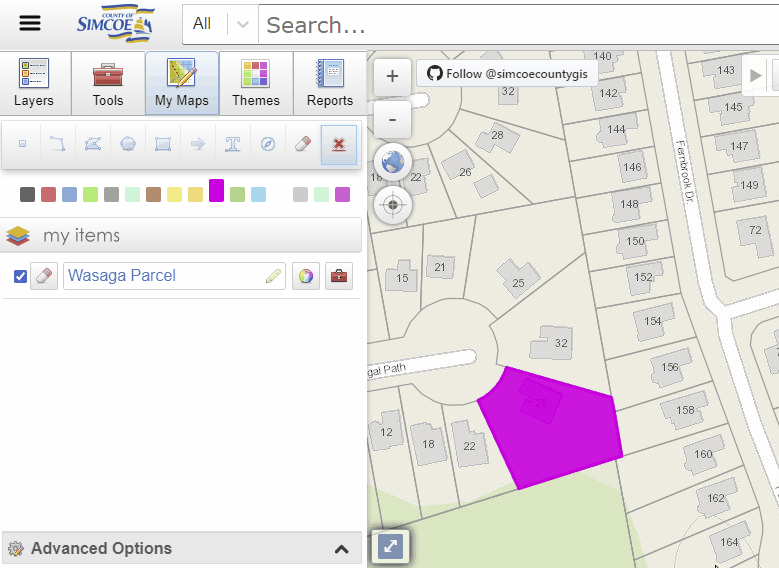 COUNTY OF
SIMCOE
All
Search...
Layers
Tools
My Maps
Themes
Reports
my items
Wasaga Parcel
Advanced Options
+
Follow @simcoecountygis
-
140
143
32
142
145
28
144
147
26
146
22
149
148
72
150
21
15
25
152
154
32
156
gal Path
26
158
12
18
22
160
162
164
Fernbrook Dr.